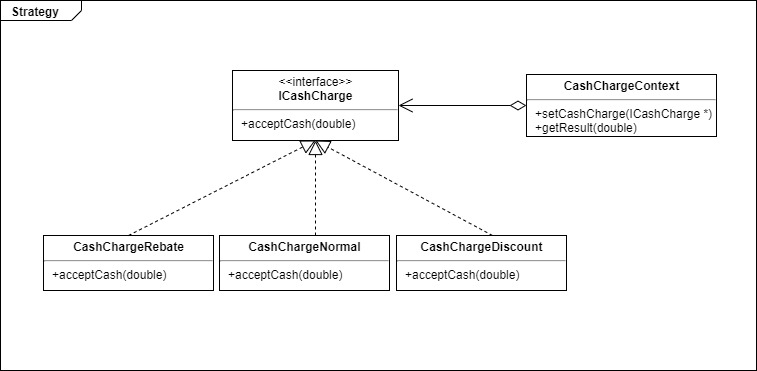 Strategy
<<interface>>
ICashCharge
+acceptCash(double)
CashChargeContext
+setCashCharge(ICashCharge *)
+getResult(double)
CashChargeRebate
+acceptCash(double)
CashChargeNormal
+acceptCash(double)
CashChargeDiscount
+acceptCash(double)